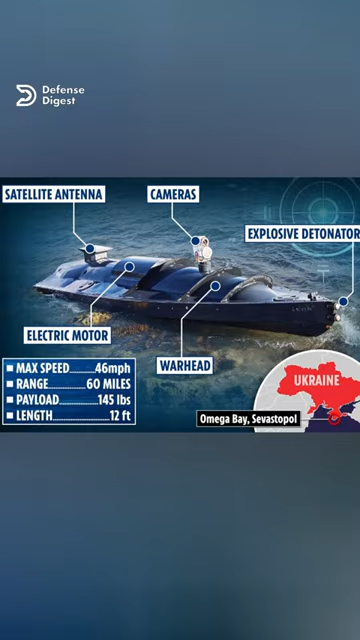 Defense
Digest
SATELLITE ANTENNA
CAMERAS
EXPLOSIVE DETONATOR
ELECTRIC MOTOR
WARHEAD
MAX SPEED 46mph
RANGE 60 MILES
PAYLOAD 145 lbs
LENGTH 12 ft
UKRAINE
Omega Bay, Sevastopol